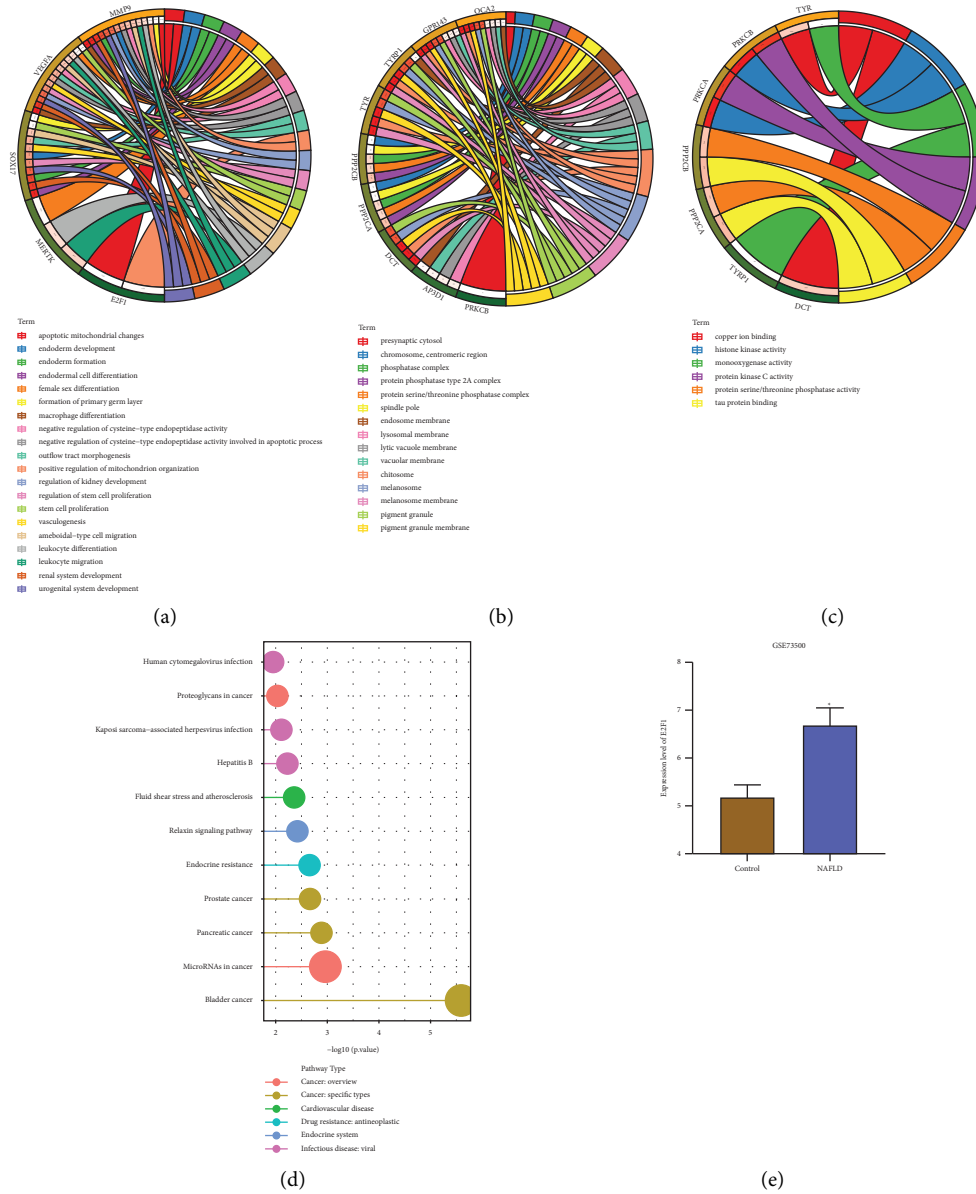 MMP9
VEGFA
SOX17
MERTK
E2F1
Term
apoptotic mitochondrial changes
endoderm development
endoderm formation
endodermal cell differentiation
female sex differentiation
formation of primary germ layer
macrophage differentiation
negative regulation of cysteine−type endopeptidase activity
negative regulation of cysteine−type endopeptidase activity involved in apoptotic process
outflow tract morphogenesis
positive regulation of mitochondrion organization
regulation of kidney development
regulation of stem cell proliferation
stem cell proliferation
vasculogenesis
ameboidal−type cell migration
leukocyte differentiation
leukocyte migration
renal system development
urogenital system development
(a)
OCA2
GPR143
TYRP1
TYR
PPP2CB
PPP2CA
DCT
AP3D1
PRKCB
Term
presynaptic cytosol
chromosome, centromeric region
phosphatase complex
protein phosphatase type 2A complex
protein serine/threonine phosphatase complex
spindle pole
endosome membrane
lysosomal membrane
lytic vacuole membrane
vacuolar membrane
chitosome
melanosome
melanosome membrane
pigment granule
pigment granule membrane
(b)
TYR
PRKCB
PRKCA
PPP2CB
PPP2CA
TYRP1
DCT
Term
copper ion binding
histone kinase activity
monooxygenase activity
protein kinase C activity
protein serine/threonine phosphatase activity
tau protein binding
(c)
Human cytomegalovirus infection
Proteoglycans in cancer
Kaposi sarcoma−associated herpesvirus infection
Hepatitis B
Fluid shear stress and atherosclerosis
Relaxin signaling pathway
Endocrine resistance
Prostate cancer
Pancreatic cancer
MicroRNAs in cancer
Bladder cancer
2 3 4 5
−log10 (p.value)
Pathway Type
Cancer: overview
Cancer: specific types
Cardiovascular disease
Drug resistance: antineoplastic
Endocrine system
Infectious disease: viral
(d)
GSE73500
Expression level of E2F1
8
7
6
5
4
*
Control NAFLD
(e)